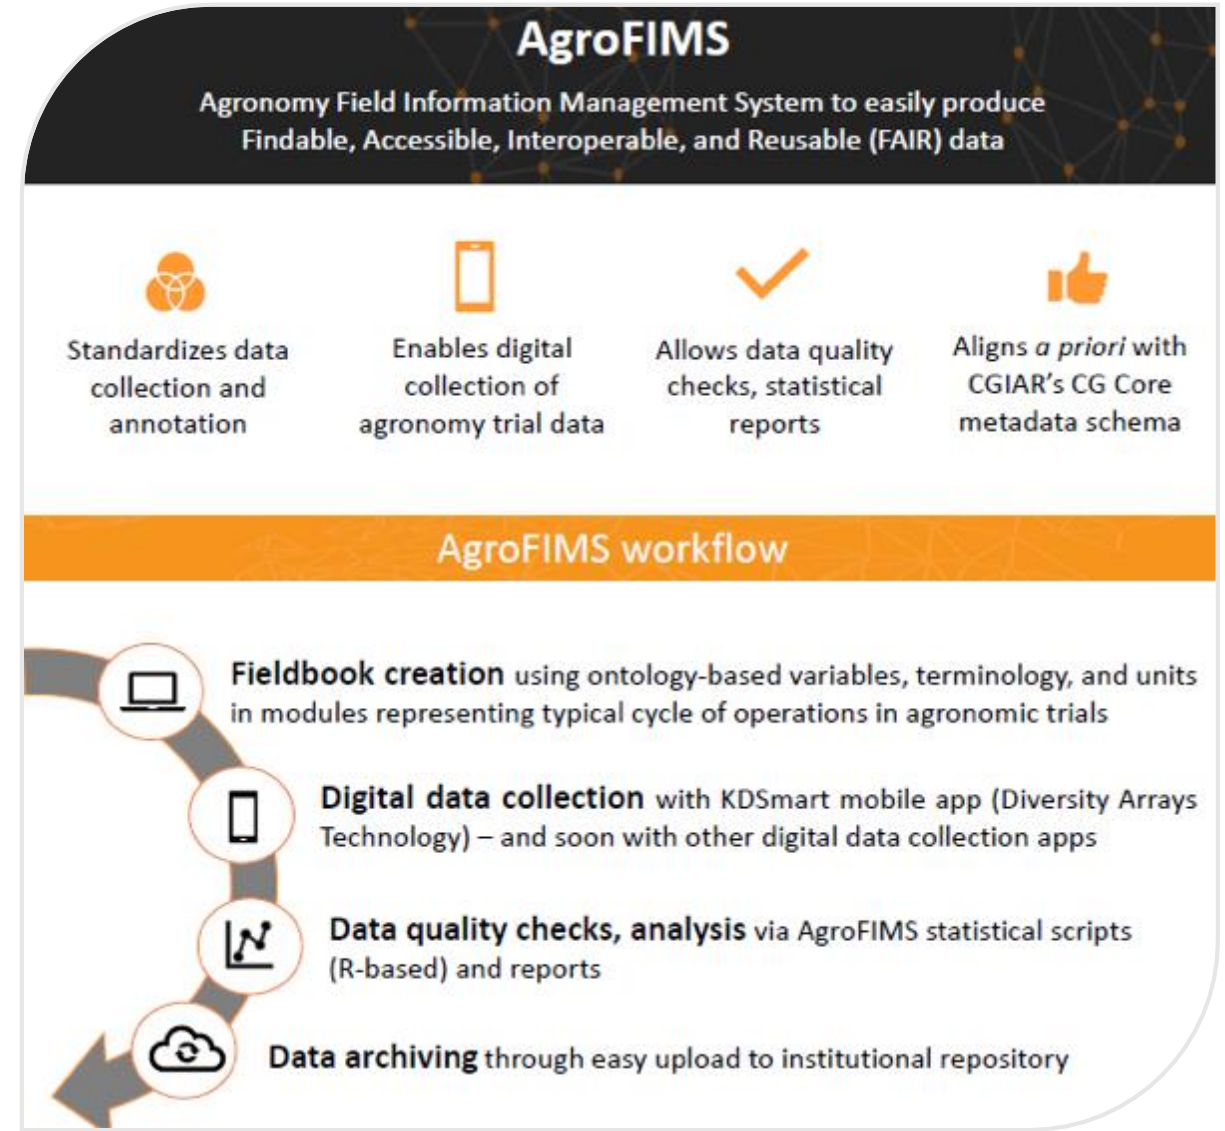 AgroFIMS
Agronomy Field Information Management System to easily produce
Findable, Accessible, Interoperable, and Reusable (FAIR) data
Standardizes data
collection and
annotation
Enables digital
collection of
agronomy trial data
Allows data quality
checks, statistical
reports
Aligns a priori with
CGIAR's CG Core
metadata schema
AgroFIMS workflow
Fieldbook creation using ontology-based variables, terminology, and units
in modules representing typical cycle of operations in agronomic trials
Digital data collection with KDSmart mobile app (Diversity Arrays
Technology) – and soon with other digital data collection apps
Data quality checks, analysis via AgroFIMS statistical scripts
(R-based) and reports
Data archiving through easy upload to institutional repository